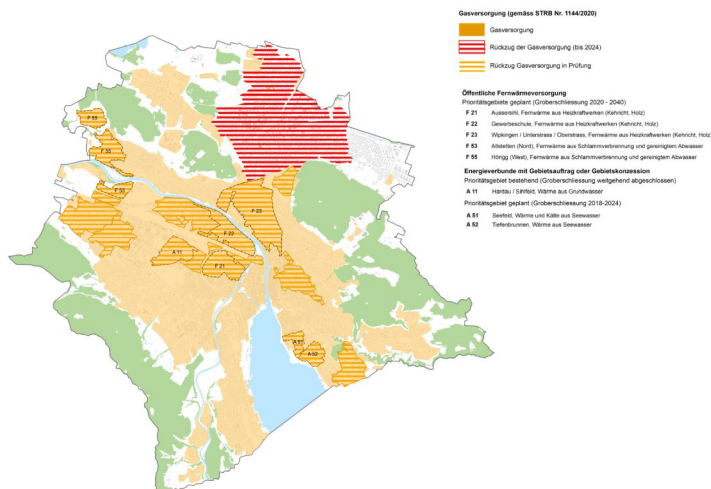 Gasversorgung (gemäss STRB Nr. 1144/2020)
Gasversorgung
Rückzug der Gasversorgung (bis 2024)
Rückzug Gasversorgung in Prüfung
Öffentliche Fernwärmeversorgung
Prioritätsgebiete geplant (Groberschliessung 2020 - 2040)
F 21 Aussersihl, Fernwärme aus Heizkraftwerken (Kehricht, Holz)
F 22 Gewerbeschule, Fernwärme aus Heizkraftwerken (Kehricht, Holz)
F 23 Wipkingen / Unterstrass / Oberstrass, Fernwärme aus Heizkraftwerken (Kehricht, Holz)
F 53 Altstetten (Nord), Fernwärme aus Schlammverbrennung und gereinigtem Abwasser
F 55 Höngg (West), Fernwärme aus Schlammverbrennung und gereinigtem Abwasser
Energieverbunde mit Gebietsauftrag oder Gebietskonzession
Prioritätsgebiet bestehend (Groberschliessung weitgehend abgeschlossen)
A 11 Hardau / Sihlfeld, Wärme aus Grundwasser
Prioritätsgebiet geplant (Groberschliessung 2018-2024)
A 51 Seefeld, Wärme und Kälte aus Seewasser
A 52 Tiefenbrunnen, Wärme aus Seewasser
F 55
F 55
F 53
F 23
F 22
A 11
F 21
A 51
A 52